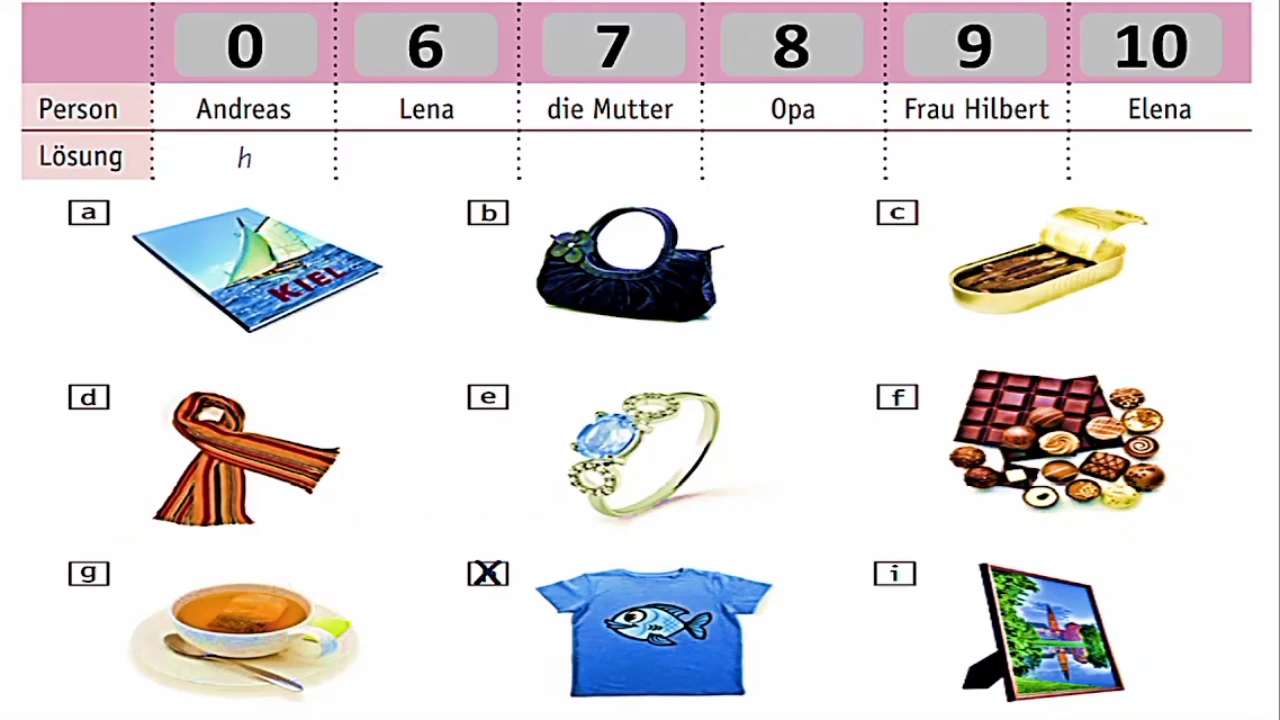 0 6 7 8 9 10
Person Andreas Lena die Mutter Opa Frau Hilbert Elena
Lösung h
a b c
KIEL
d e f
g X i